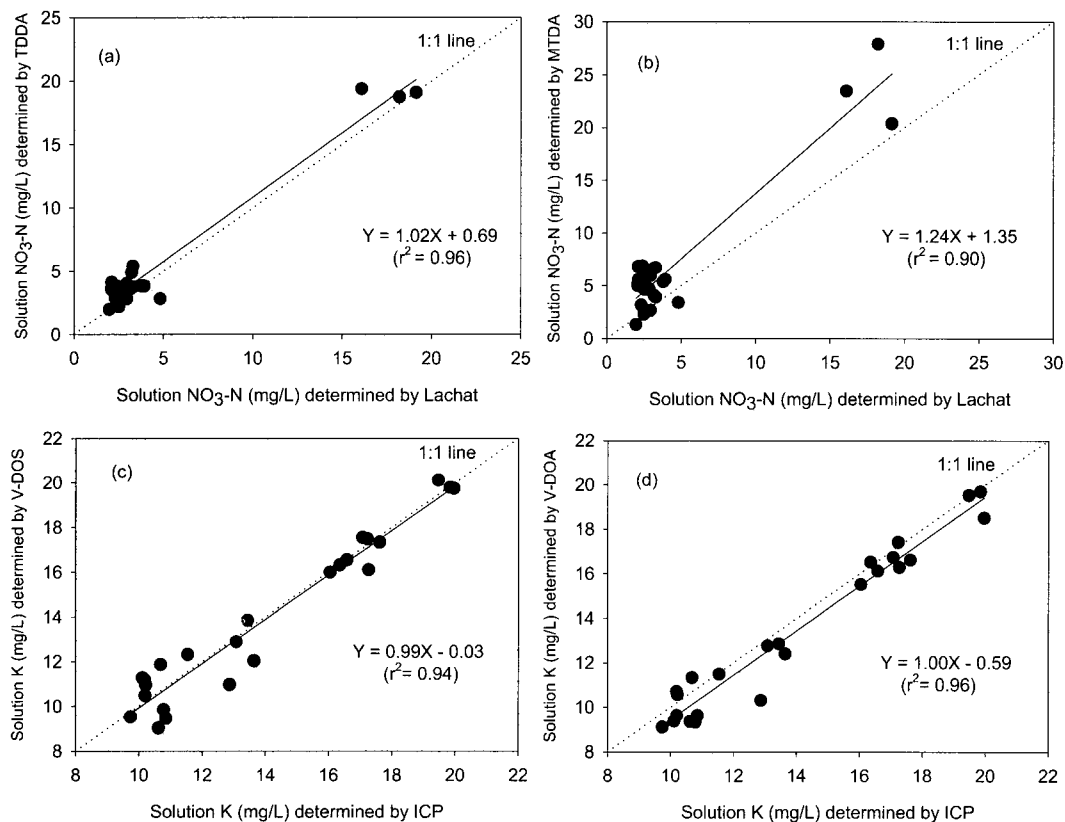 25
20
15
10
5
0
(a)
1:1 line
Y = 1.02X + 0.69
(r² = 0.96)
0 5 10 15 20 25
Solution NO₃-N (mg/L) determined by TDDA
Solution NO₃-N (mg/L) determined by Lachat
30
25
20
15
10
5
0
(b)
1:1 line
Y = 1.24X + 1.35
(r² = 0.90)
0 5 10 15 20 25 30
Solution NO₃-N (mg/L) determined by MTDA
Solution NO₃-N (mg/L) determined by Lachat
22
20
18
16
14
12
10
8
(c)
1:1 line
Y = 0.99X - 0.03
(r² = 0.94)
10 12 14 16 18 20 22
Solution K (mg/L) determined by V-DOS
Solution K (mg/L) determined by ICP
22
20
18
16
14
12
10
8
(d)
1:1 line
Y = 1.00X - 0.59
(r² = 0.96)
8 10 12 14 16 18 20 22
Solution K (mg/L) determined by V-DOA
Solution K (mg/L) determined by ICP